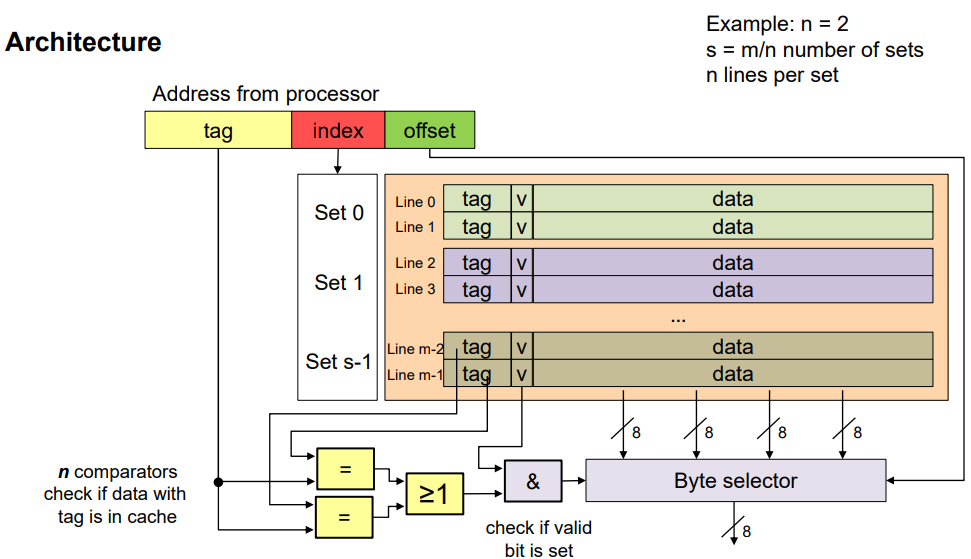 Architecture
Example: n = 2
s = m/n number of sets
n lines per set
Address from processor
tag index offset
Set 0
Line 0 tag v data
Line 1 tag v data
Set 1
Line 2 tag v data
Line 3 tag v data
...
Set s-1
Line m-2 tag v data
Line m-1 tag v data
8 8 8 8
n comparators
check if data with
tag is in cache
=
=
≥1
&
check if valid
bit is set
Byte selector
8